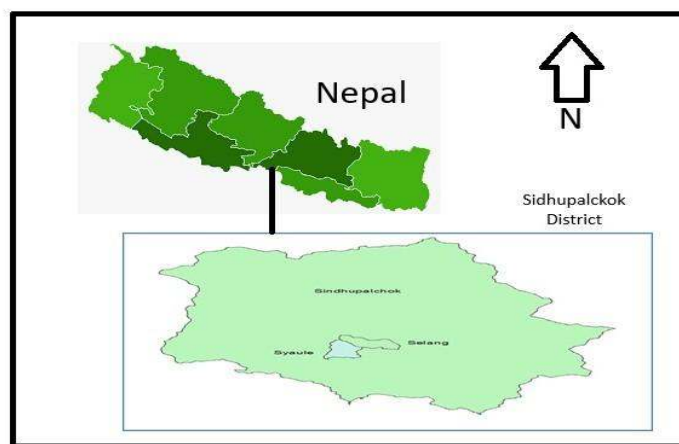 Nepal
N
Sidhupalckok
District
Sindhupalchok
Selang
Syaule